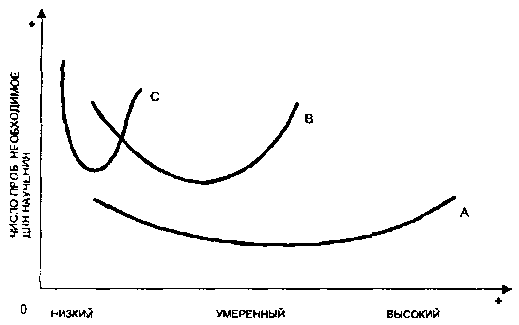 +
ЧИСЛО ПРОБ, НЕОБХОДИМОЕ
ДЛЯ НАУЧЕНИЯ
C
B
A
+
0
НИЗКИЙ УМЕРЕННЫЙ ВЫСОКИЙ